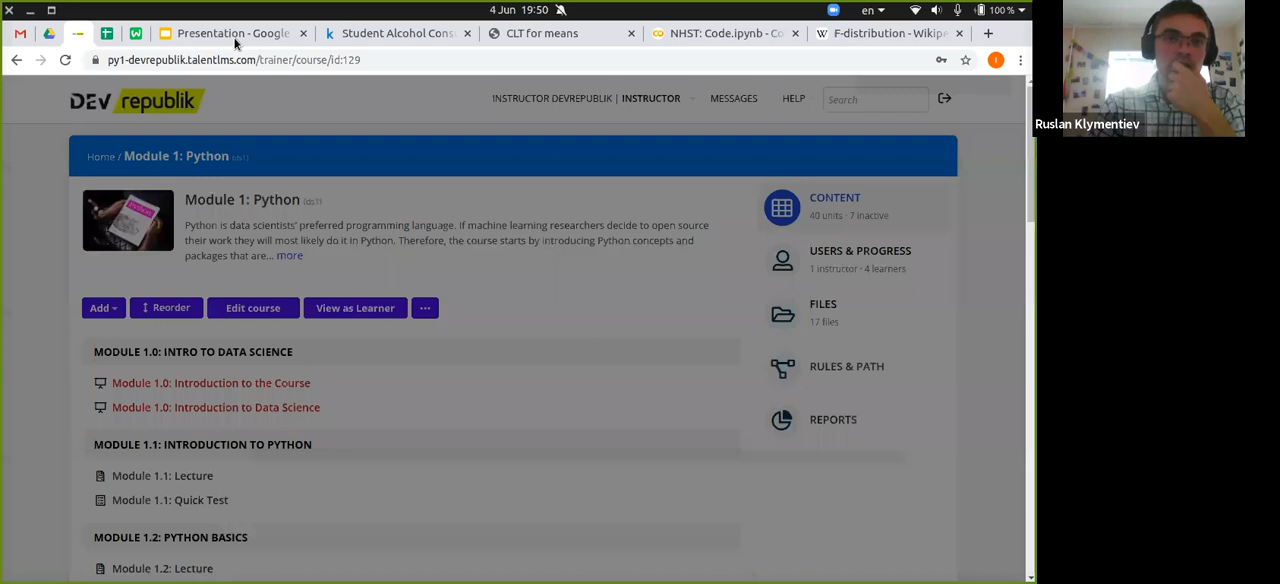 4 Jun 19:50
en
100 %
Presentation - Google
Student Alcohol Cons
CLT for means
NHST: Code.ipynb - Co
F-distribution - Wikipe
py1-devrepublik.talentlms.com/trainer/course/id:129
DEV republik
INSTRUCTOR DEVREPUBLIK | INSTRUCTOR
MESSAGES
HELP
Search
Home / Module 1: Python (ds1)
Module 1: Python (ds1)
Python is data scientists' preferred programming language. If machine learning researchers decide to open source
their work they will most likely do it in Python. Therefore, the course starts by introducing Python concepts and
packages that are... more
Add
Reorder
Edit course
View as Learner
...
MODULE 1.0: INTRO TO DATA SCIENCE
Module 1.0: Introduction to the Course
Module 1.0: Introduction to Data Science
MODULE 1.1: INTRODUCTION TO PYTHON
Module 1.1: Lecture
Module 1.1: Quick Test
MODULE 1.2: PYTHON BASICS
Module 1.2: Lecture
CONTENT
40 units · 7 inactive
USERS & PROGRESS
1 instructor · 4 learners
FILES
17 files
RULES & PATH
REPORTS
Ruslan Klymentiev